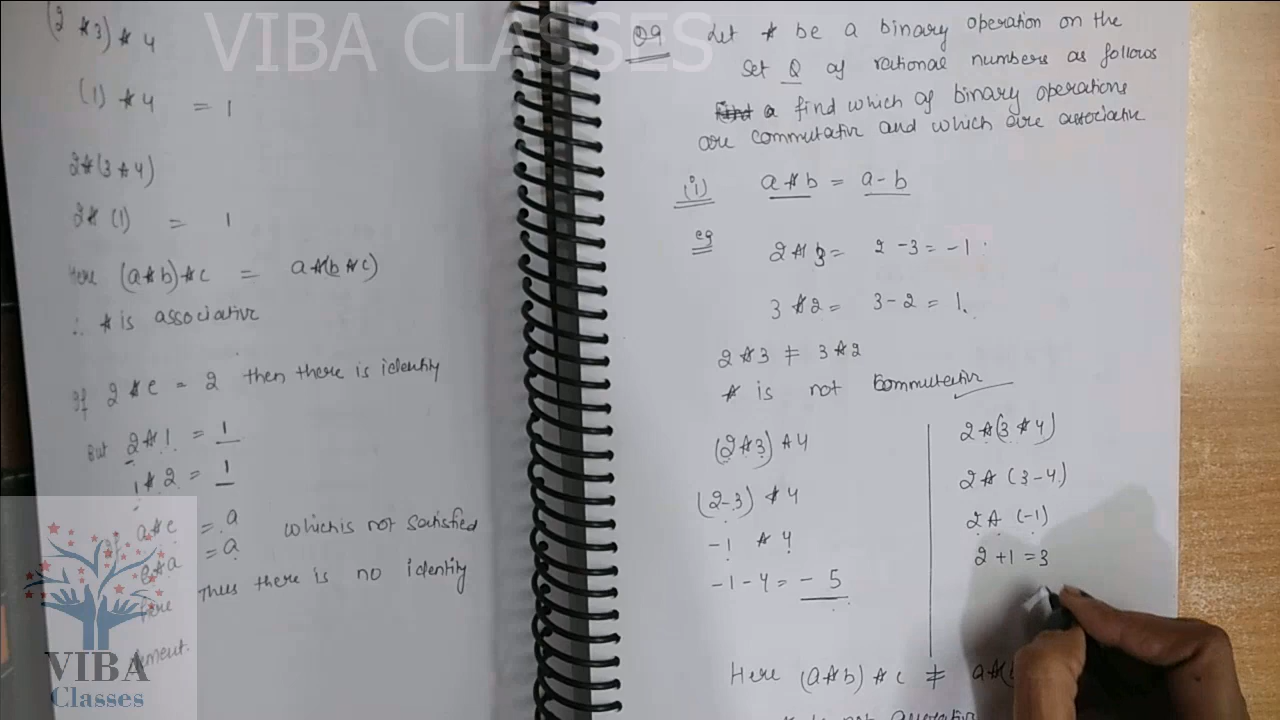 VIBA CLASSES
(2 * 3) * 4
(1) * 4 = 1
2*(3*4)
2* (1) = 1
Here (a*b)*c = a*(b*c)
∴ * is associative
If 2 * e = 2 then there is identity
But 2*1 = 1
1*2 = 1
If a*e = a which is not satisfied
e*a = a
here Thus there is no identity
Q9 Let * be a binary operation on the
Set Q of rational numbers as follows
find which of binary operations
are commutative and which are associative
(i) a*b = a-b
eg 2*3= 2-3=-1
3*2= 3-2=1.
2*3 ≠ 3*2
* is not Commutative
(2*3)*4
(2-3)*4
-1 * 4
-1-4=-5
2*(3*4)
2*(3-4)
2*(-1)
2+1=3
Here (a*b)*c ≠
VIBA
Classes